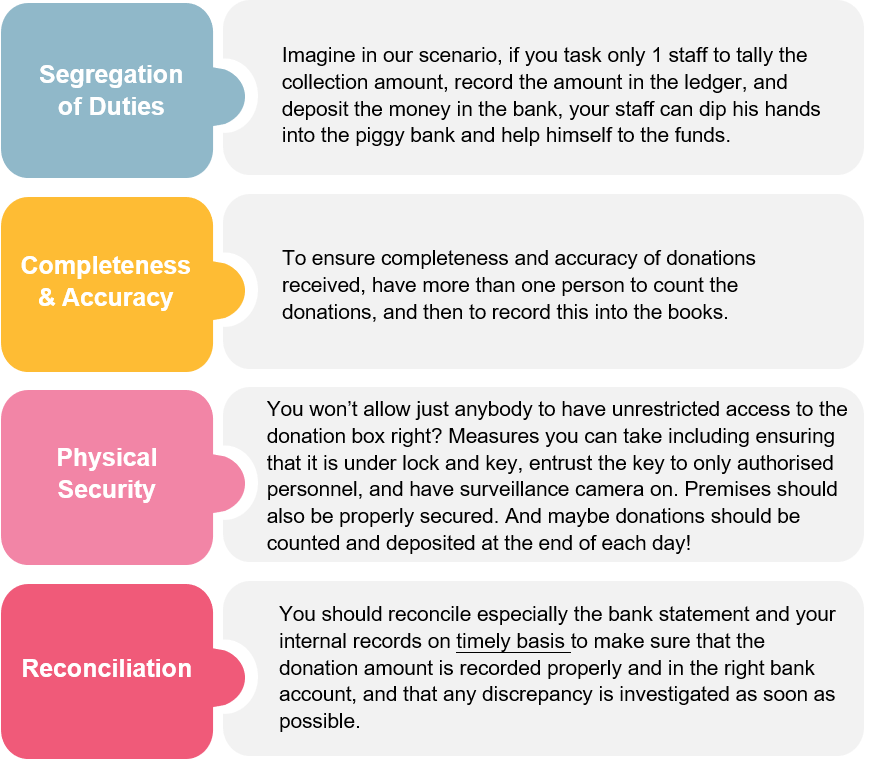 Segregation
of Duties
Imagine in our scenario, if you task only 1 staff to tally the
collection amount, record the amount in the ledger, and
deposit the money in the bank, your staff can dip his hands
into the piggy bank and help himself to the funds.
Completeness
& Accuracy
To ensure completeness and accuracy of donations
received, have more than one person to count the
donations, and then to record this into the books.
Physical
Security
You won’t allow just anybody to have unrestricted access to the
donation box right? Measures you can take including ensuring
that it is under lock and key, entrust the key to only authorised
personnel, and have surveillance camera on. Premises should
also be properly secured. And maybe donations should be
counted and deposited at the end of each day!
Reconciliation
You should reconcile especially the bank statement and your
internal records on timely basis to make sure that the
donation amount is recorded properly and in the right bank
account, and that any discrepancy is investigated as soon as
possible.